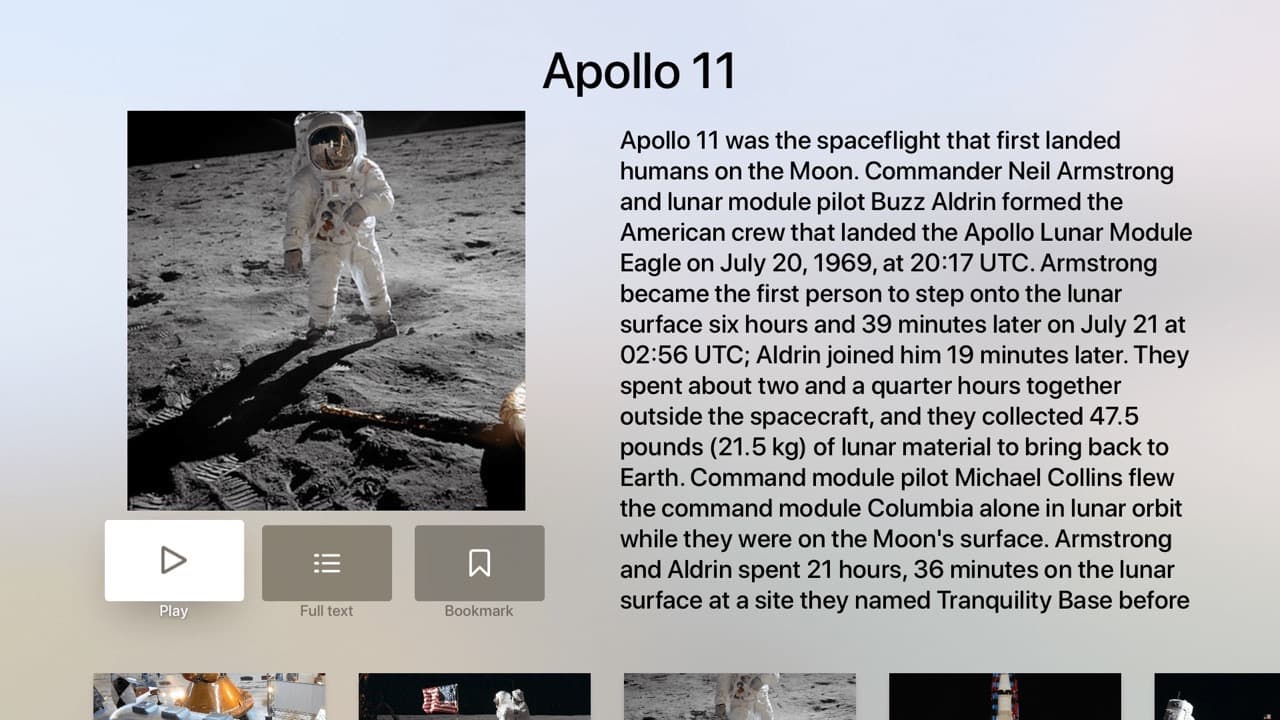 Apollo 11
Apollo 11 was the spaceflight that first landed
humans on the Moon. Commander Neil Armstrong
and lunar module pilot Buzz Aldrin formed the
American crew that landed the Apollo Lunar Module
Eagle on July 20, 1969, at 20:17 UTC. Armstrong
became the first person to step onto the lunar
surface six hours and 39 minutes later on July 21 at
02:56 UTC; Aldrin joined him 19 minutes later. They
spent about two and a quarter hours together
outside the spacecraft, and they collected 47.5
pounds (21.5 kg) of lunar material to bring back to
Earth. Command module pilot Michael Collins flew
the command module Columbia alone in lunar orbit
while they were on the Moon's surface. Armstrong
and Aldrin spent 21 hours, 36 minutes on the lunar
surface at a site they named Tranquility Base before
Play
Full text
Bookmark